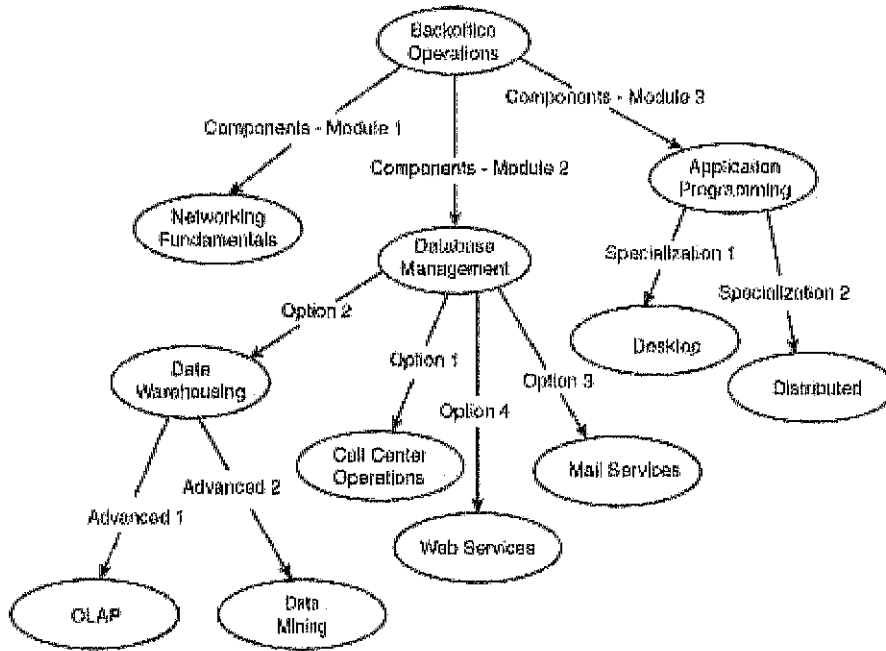 Backoffice
Operations
Components - Module 3
Components - Module 1
Components - Module 2
Application
Programming
Networking
Fundamentals
Database
Management
Specialization 1
Specialization 2
Option 2
Desktop
Option 1
Option 3
Data
Warehousing
Distributed
Option 4
Call Center
Operations
Mail Services
Advanced 2
Advanced 1
Web Services
OLAP
Data
Mining